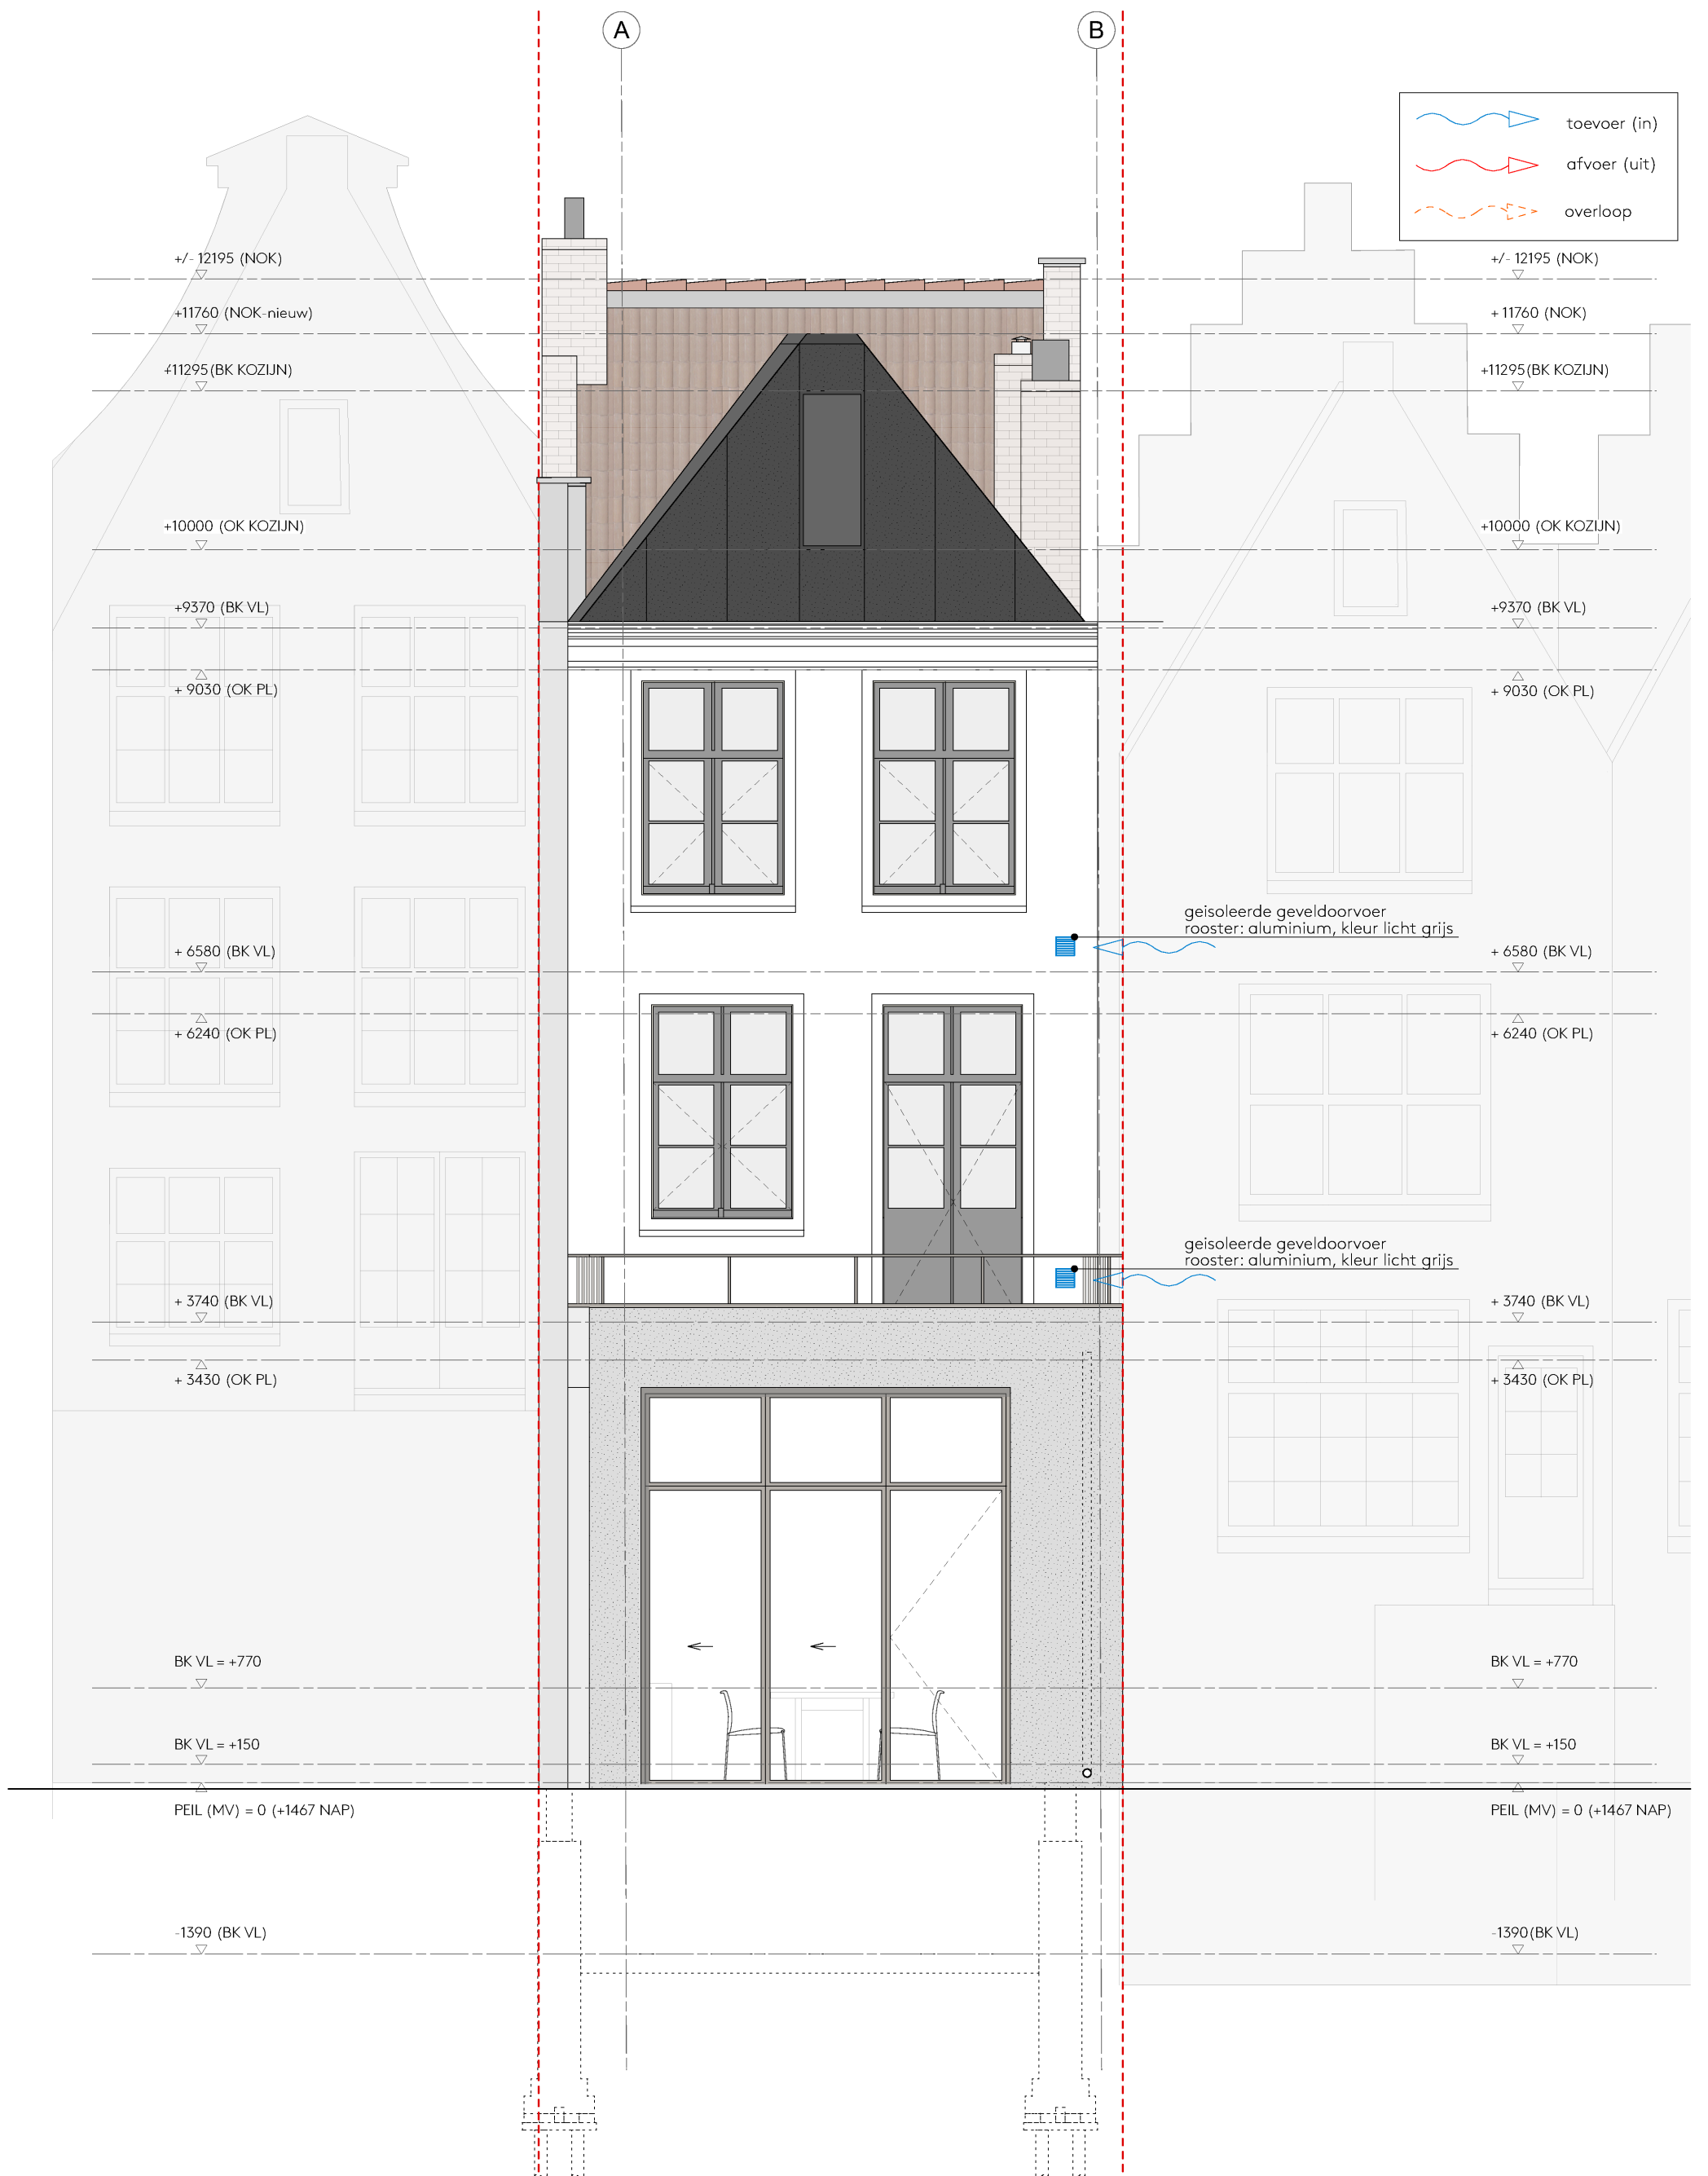 A
B
toevoer (in)
afvoer (uit)
overloop
+/- 12195 (NOK)
+/- 12195 (NOK)
+11760 (NOK-nieuw)
+ 11760 (NOK)
+11295(BK KOZIJN)
+11295(BK KOZIJN)
+10000 (OK KOZIJN)
+10000 (OK KOZIJN)
+9370 (BK VL)
+9370 (BK VL)
+ 9030 (OK PL)
+ 9030 (OK PL)
geisoleerde geveldoorvoer
rooster: aluminium, kleur licht grijs
+ 6580 (BK VL)
+ 6580 (BK VL)
+ 6240 (OK PL)
+ 6240 (OK PL)
geisoleerde geveldoorvoer
rooster: aluminium, kleur licht grijs
+ 3740 (BK VL)
+ 3740 (BK VL)
+ 3430 (OK PL)
+ 3430 (OK PL)
BK VL = +770
BK VL = +770
BK VL = +150
BK VL = +150
PEIL (MV) = 0 (+1467 NAP)
PEIL (MV) = 0 (+1467 NAP)
-1390 (BK VL)
-1390(BK VL)